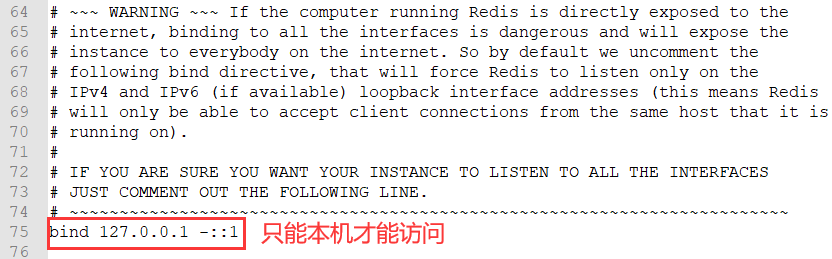 64 # ~~~ WARNING ~~~ If the computer running Redis is directly exposed to the
65 # internet, binding to all the interfaces is dangerous and will expose the
66 # instance to everybody on the internet. So by default we uncomment the
67 # following bind directive, that will force Redis to listen only on the
68 # IPv4 and IPv6 (if available) loopback interface addresses (this means Redis
69 # will only be able to accept client connections from the same host that it is
70 # running on).
71 #
72 # IF YOU ARE SURE YOU WANT YOUR INSTANCE TO LISTEN TO ALL THE INTERFACES
73 # JUST COMMENT OUT THE FOLLOWING LINE.
74 # ~~~~~~~~~~~~~~~~~~~~~~~~~~~~~~~~~~~~~~~~~~~~~~~~~~~~~~~~~~~~~~~~~~~~~~~~
75 bind 127.0.0.1 -::1 只能本机才能访问
76